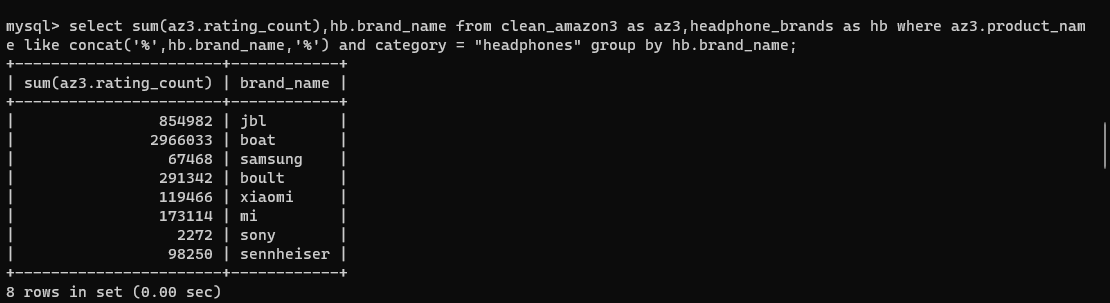 mysql> select sum(az3.rating_count),hb.brand_name from clean_amazon3 as az3,headphone_brands as hb where az3.product_nam
e like concat('%',hb.brand_name,'%') and category = "headphones" group by hb.brand_name;
+-----------------------+------------+
| sum(az3.rating_count) | brand_name |
+-----------------------+------------+
|                854982 | jbl        |
|               2966033 | boat       |
|                 67468 | samsung    |
|                291342 | boult      |
|                119466 | xiaomi     |
|                173114 | mi         |
|                  2272 | sony       |
|                 98250 | sennheiser |
+-----------------------+------------+
8 rows in set (0.00 sec)